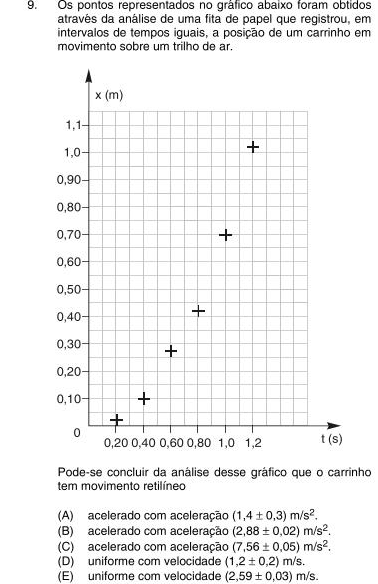 9. Os pontos representados no gráfico abaixo foram obtidos
através da análise de uma fita de papel que registrou, em
intervalos de tempos iguais, a posição de um carrinho em
movimento sobre um trilho de ar.
x (m)
1,1
1,0
0,90
0,80
0,70
0,60
0,50
0,40
0,30
0,20
0,10
0
0,20 0,40 0,60 0,80 1,0 1,2 t (s)
Pode-se concluir da análise desse gráfico que o carrinho
tem movimento retilíneo
(A) acelerado com aceleração (1,4 ± 0,3) m/s².
(B) acelerado com aceleração (2,88 ± 0,02) m/s².
(C) acelerado com aceleração (7,56 ± 0,05) m/s².
(D) uniforme com velocidade (1,2 ± 0,2) m/s.
(E) uniforme com velocidade (2,59 ± 0,03) m/s.